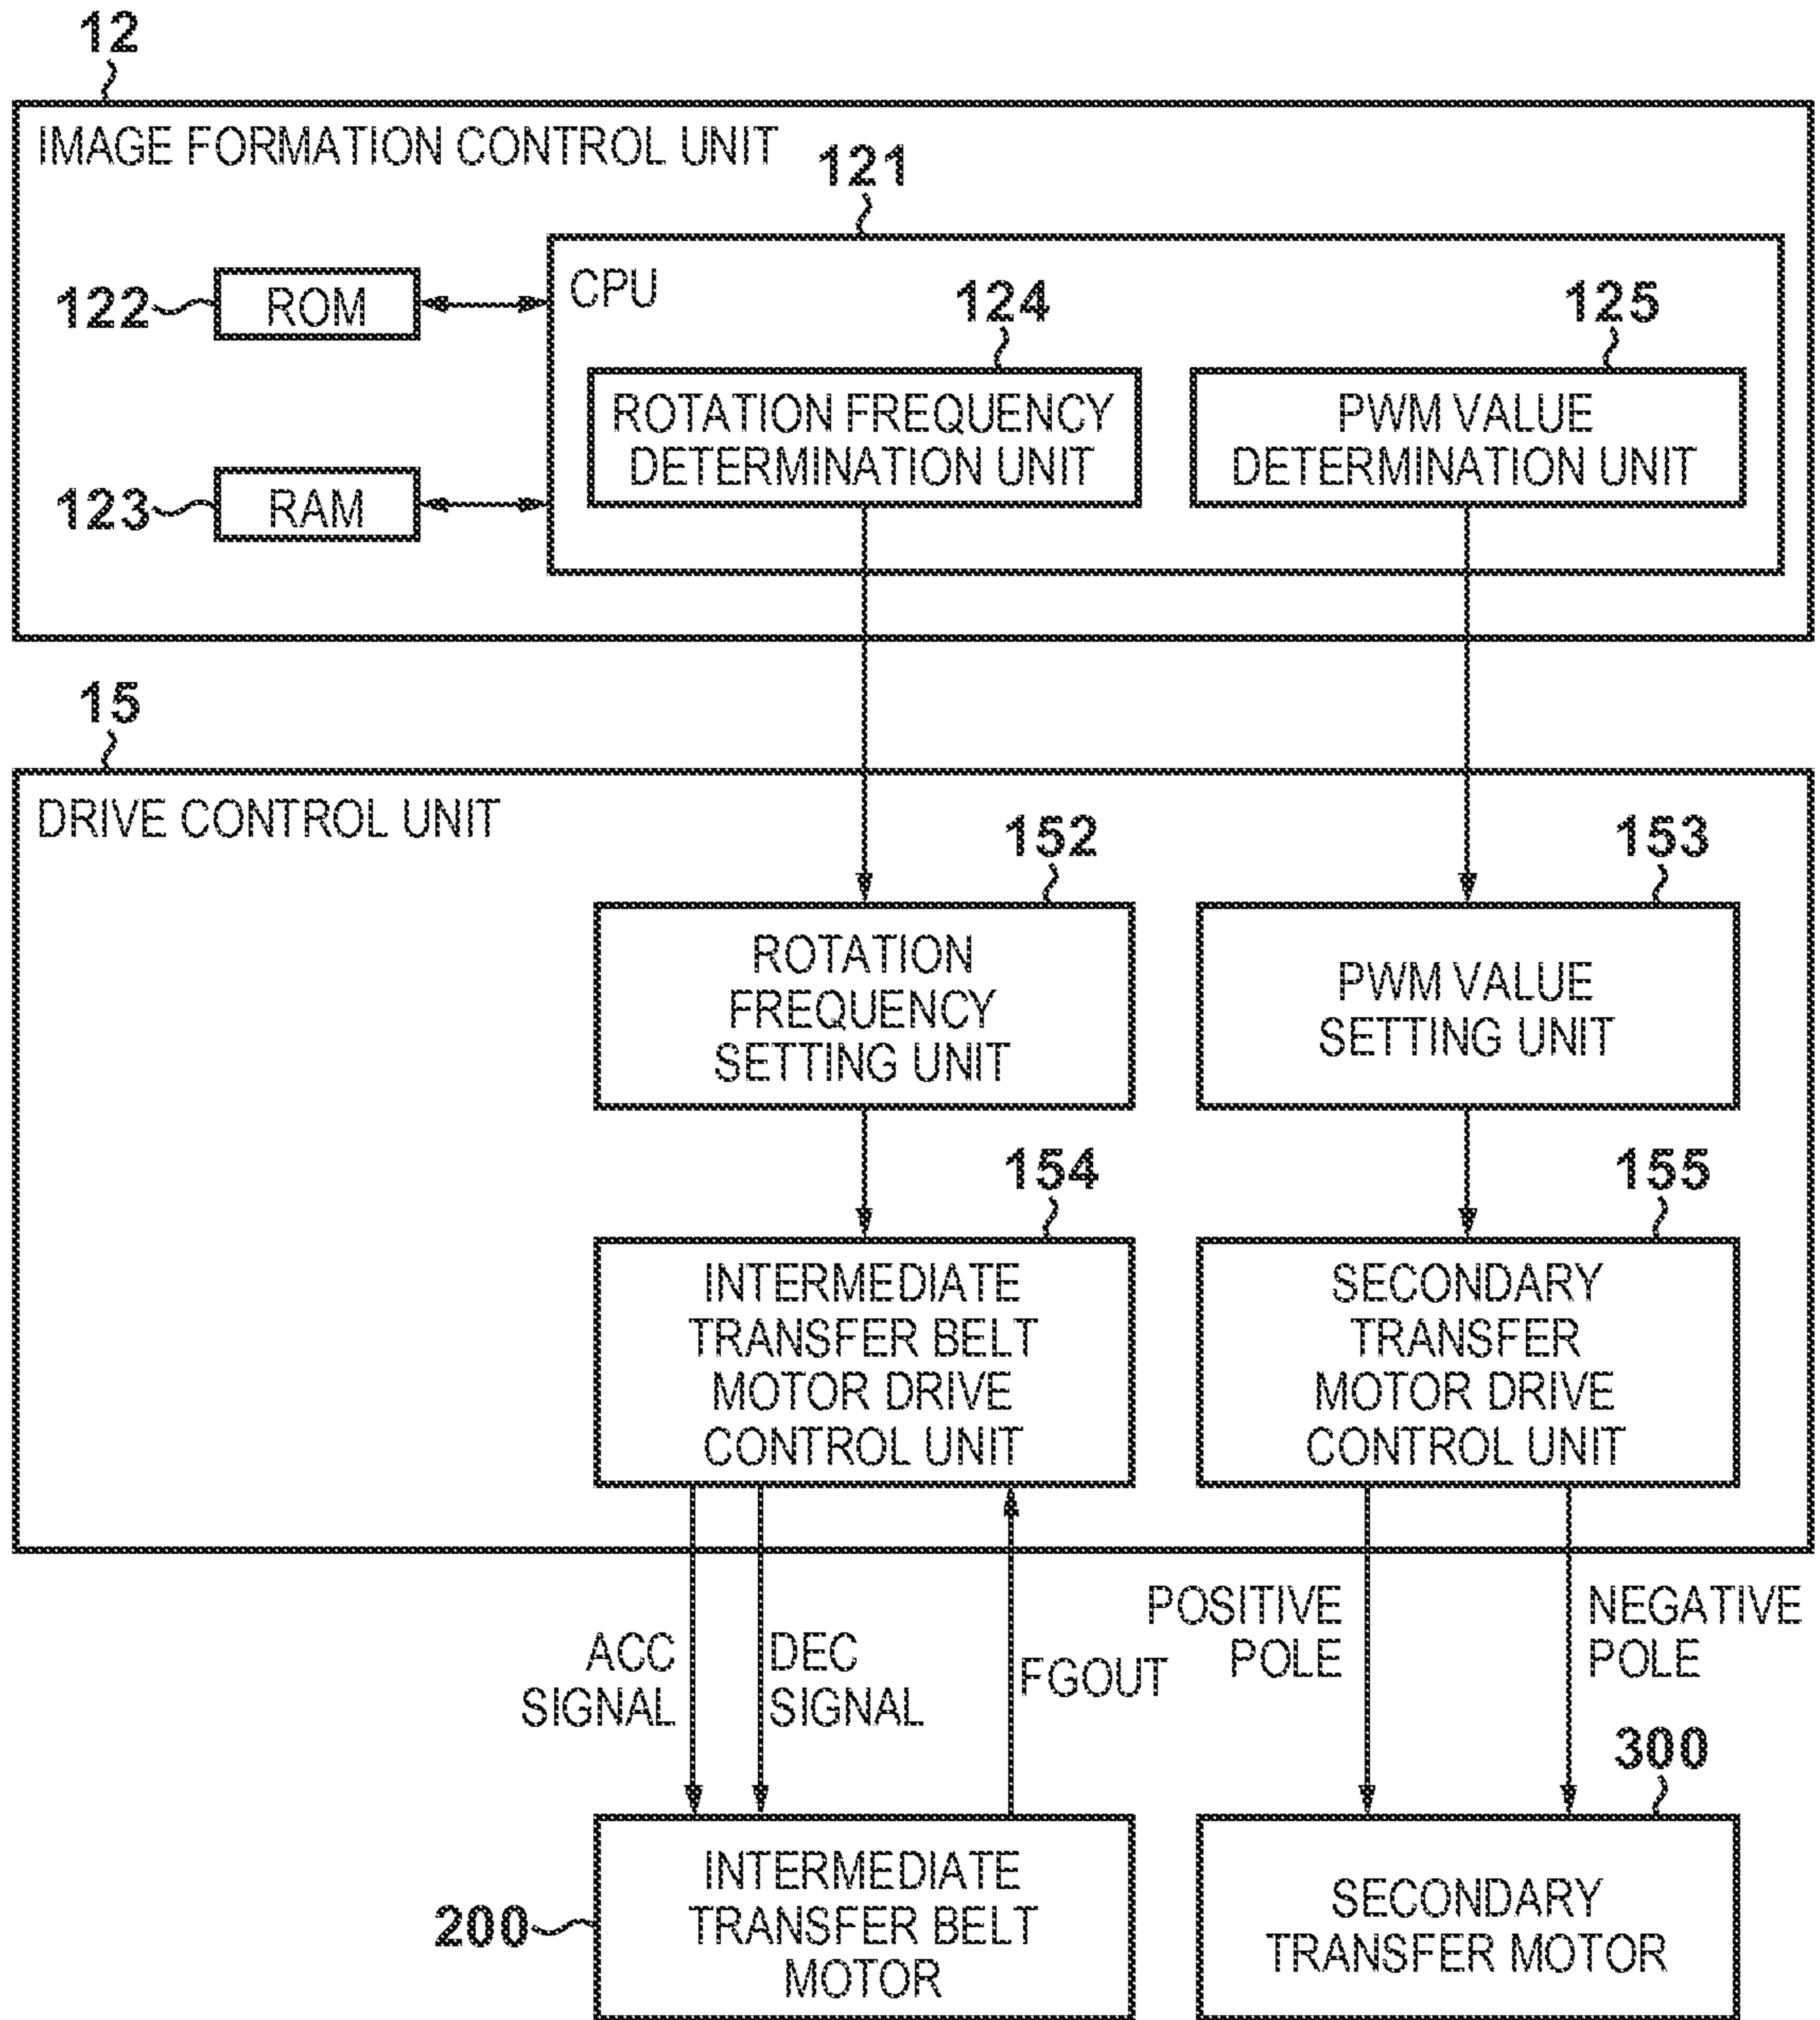 12
IMAGE FORMATION CONTROL UNIT
121
122
ROM
CPU
124
125
ROTATION FREQUENCY
DETERMINATION UNIT
PWM VALUE
DETERMINATION UNIT
123
RAM
15
DRIVE CONTROL UNIT
152
153
ROTATION
FREQUENCY
SETTING UNIT
PWM VALUE
SETTING UNIT
154
155
INTERMEDIATE
TRANSFER BELT
MOTOR DRIVE
CONTROL UNIT
SECONDARY
TRANSFER
MOTOR DRIVE
CONTROL UNIT
ACC
SIGNAL
DEC
SIGNAL
FGOUT
POSITIVE
POLE
NEGATIVE
POLE
300
200
INTERMEDIATE
TRANSFER BELT
MOTOR
SECONDARY
TRANSFER MOTOR